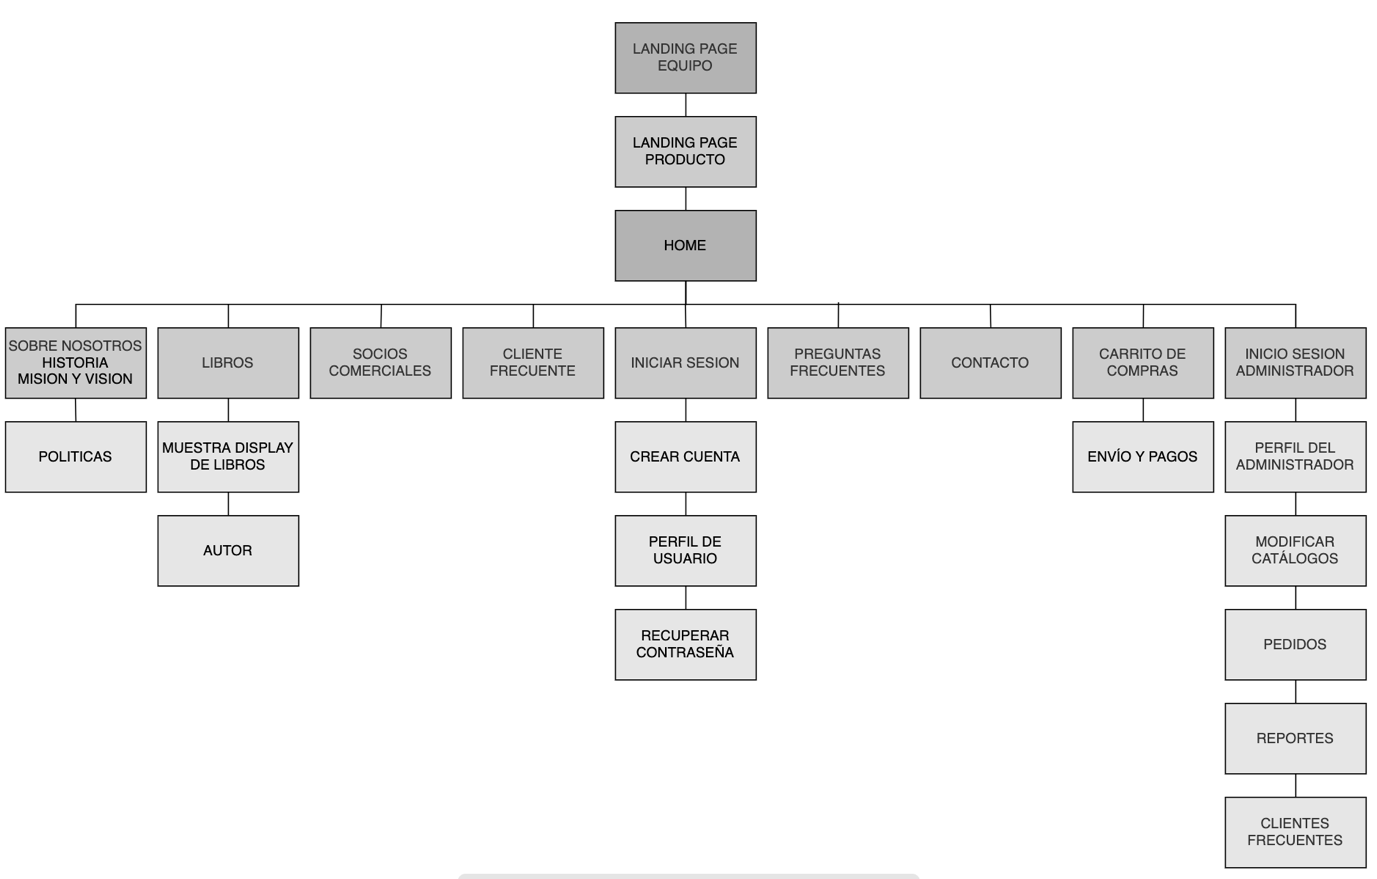 LANDING PAGE
EQUIPO
LANDING PAGE
PRODUCTO
HOME
SOBRE NOSOTROS
HISTORIA
MISION Y VISION
LIBROS
SOCIOS
COMERCIALES
CLIENTE
FRECUENTE
INICIAR SESION
PREGUNTAS
FRECUENTES
CONTACTO
CARRITO DE
COMPRAS
INICIO SESION
ADMINISTRADOR
POLITICAS
MUESTRA DISPLAY
DE LIBROS
CREAR CUENTA
ENVÍO Y PAGOS
PERFIL DEL
ADMINISTRADOR
AUTOR
PERFIL DE
USUARIO
MODIFICAR
CATÁLOGOS
RECUPERAR
CONTRASEÑA
PEDIDOS
REPORTES
CLIENTES
FRECUENTES